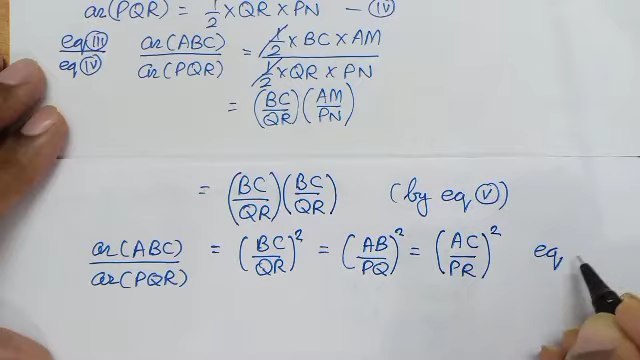 ar(PQR) = 1/2 × QR × PN — (IV)
eq (III) / eq (IV) ar(ABC)/ar(PQR) = (1/2 × BC × AM)/(1/2 × QR × PN)
= (BC/QR)(AM/PN)
= (BC/QR)(BC/QR) (by eq (V))
ar(ABC)/ar(PQR) = (BC/QR)² = (AB/PQ)² = (AC/PR)² eq